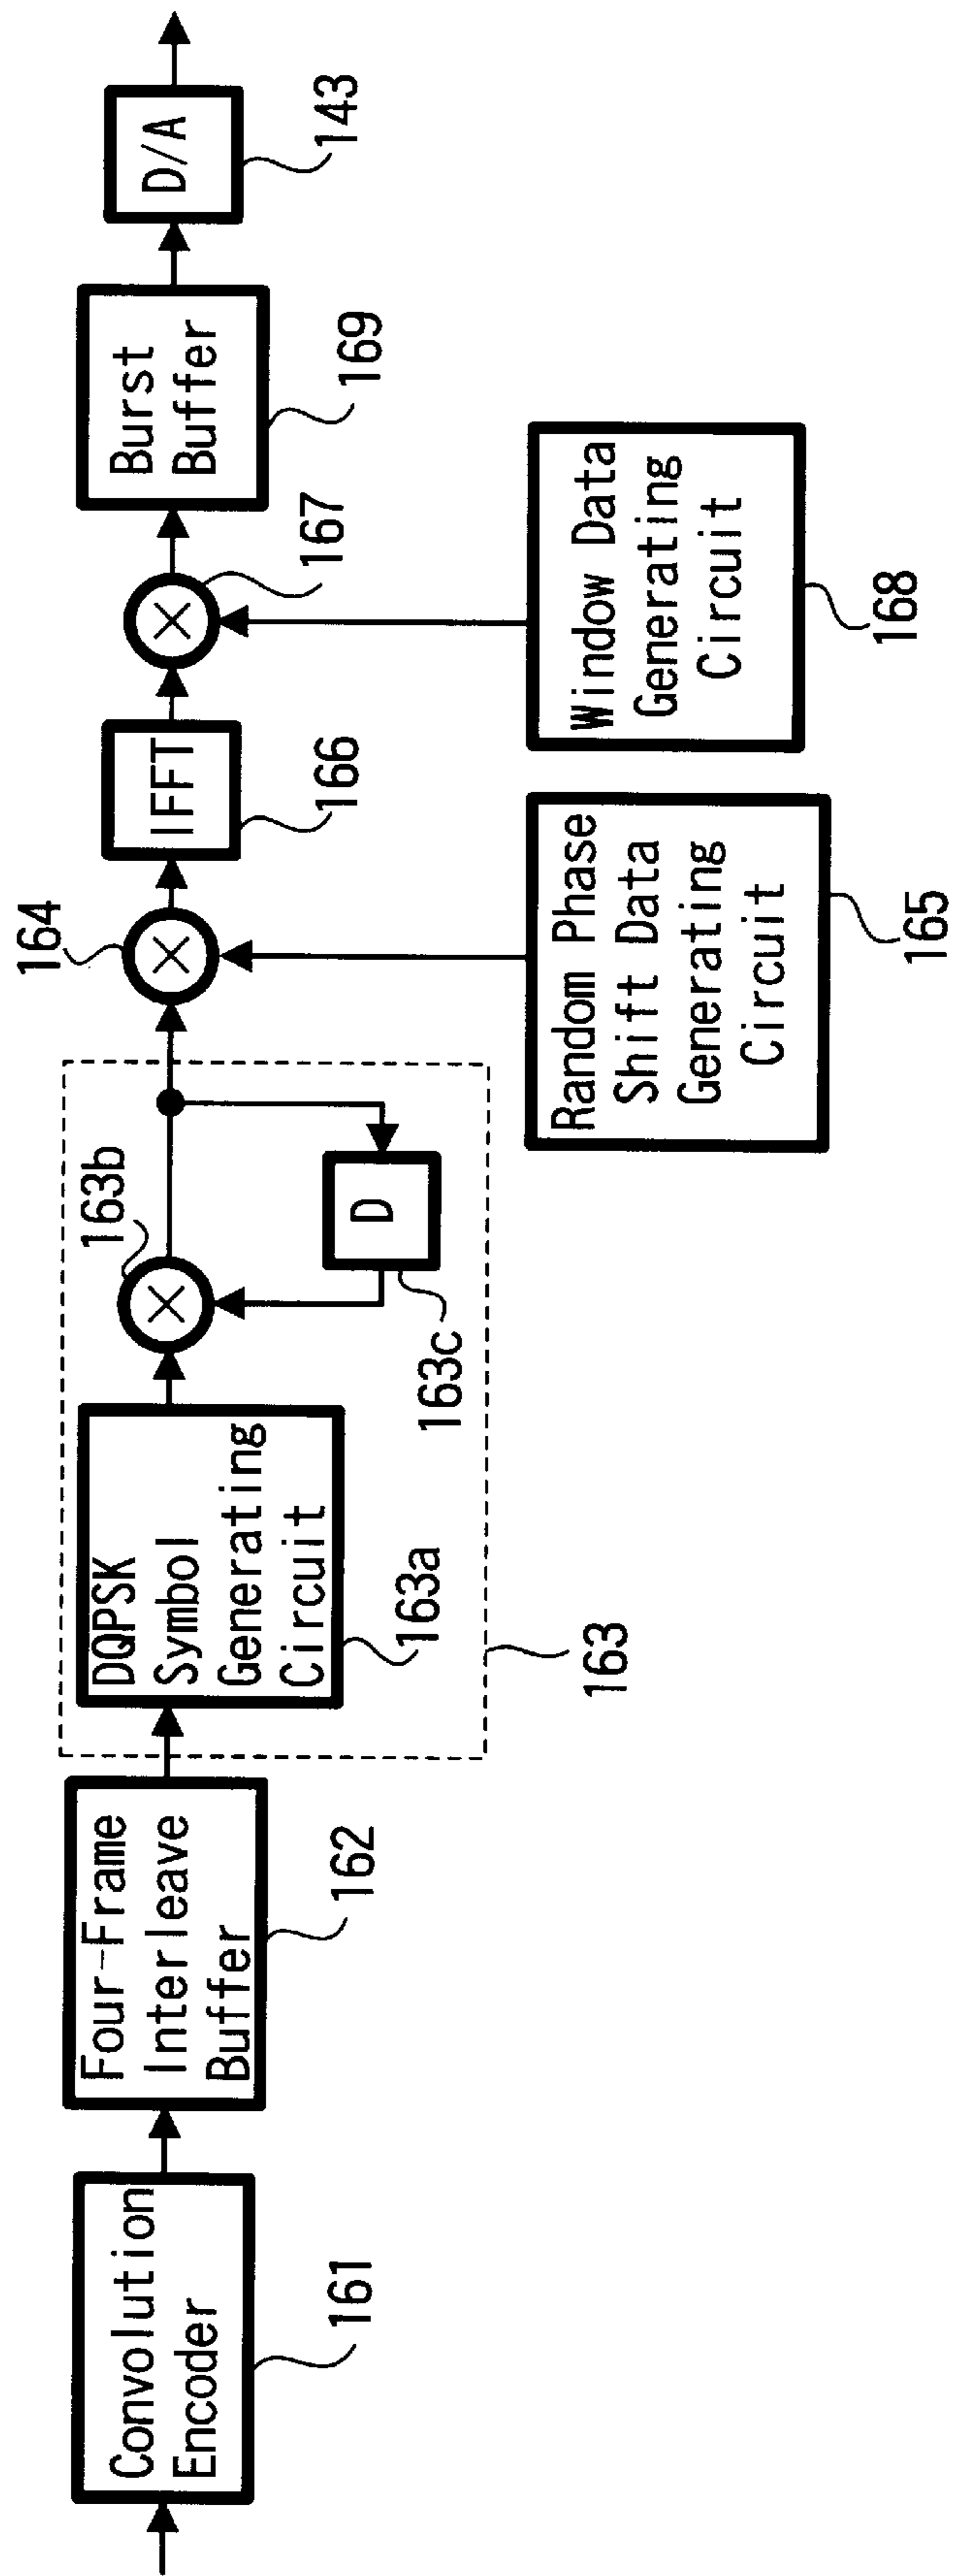 Convolution
Encoder
161
Four-Frame
Interleave
Buffer
162
DQPSK
Symbol
Generating
Circuit
163a
163b
D
163c
163
164
Random Phase
Shift Data
Generating
Circuit
165
IFFT
166
167
Window Data
Generating
Circuit
168
Burst
Buffer
169
D/A
143